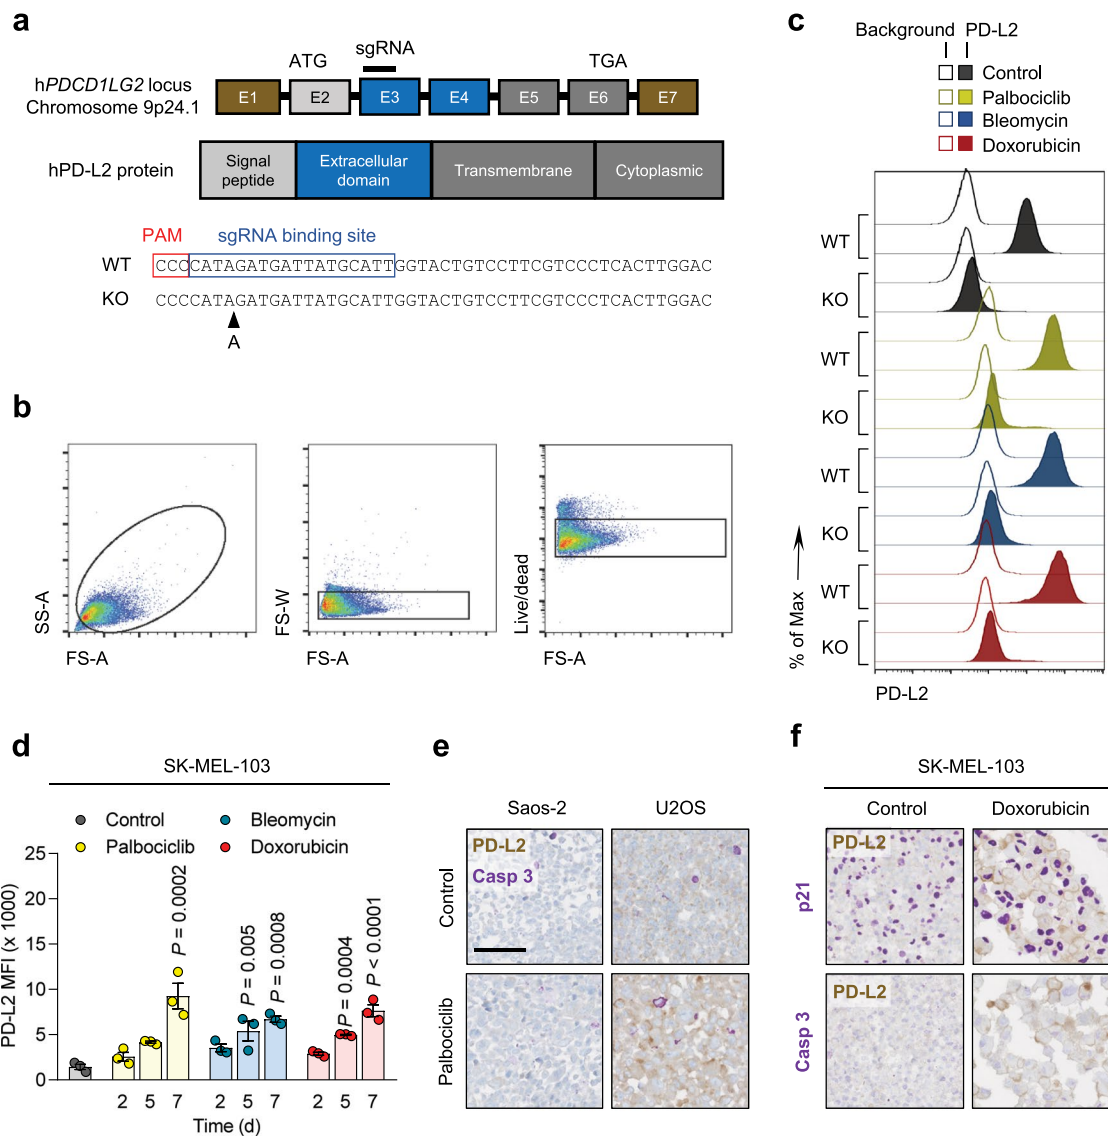 a
ATG
sgRNA
TGA
hPDCD1LG2 locus
Chromosome 9p24.1
E1 E2 E3 E4 E5 E6 E7
hPD-L2 protein
Signal peptide
Extracellular domain
Transmembrane
Cytoplasmic
PAM
sgRNA binding site
WT CCCCATAGATGATTATGCATTGGTACTGTCCTTCGTCCCTCACTTGGAC
KO CCCCATAGATGATTATGCATTGGTACTGTCCTTCGTCCCTCACTTGGAC
A
b
SS-A
FS-A
FS-W
FS-A
Live/dead
FS-A
c
Background PD-L2
Control
Palbociclib
Bleomycin
Doxorubicin
WT
KO
WT
KO
WT
KO
WT
KO
% of Max
PD-L2
d
SK-MEL-103
Control
Palbociclib
Bleomycin
Doxorubicin
PD-L2 MFI (x 1000)
25
20
15
10
5
0
P = 0.0002
P = 0.005
P = 0.0008
P = 0.0004
P < 0.0001
2 5 7 2 5 7 2 5 7
Time (d)
e
Saos-2 U2OS
Control
PD-L2
Casp 3
Palbociclib
f
SK-MEL-103
Control Doxorubicin
p21
PD-L2
Casp 3
PD-L2